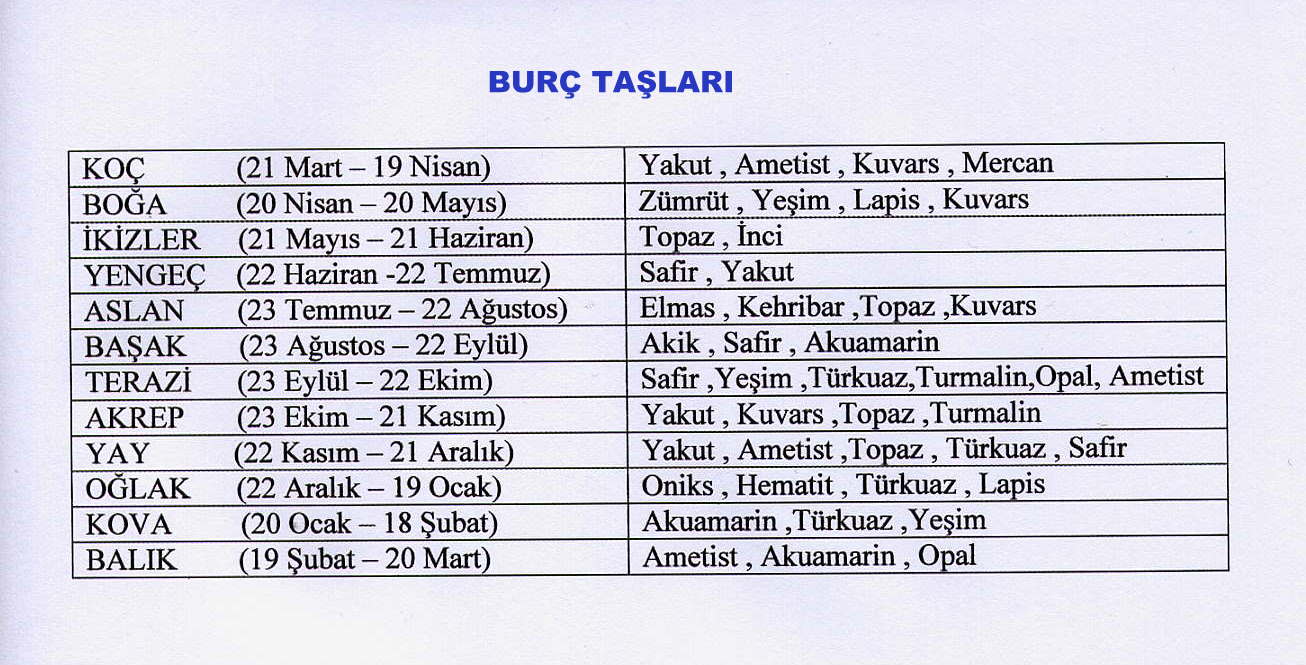 BURÇ TAŞLARI
KOÇ (21 Mart – 19 Nisan) Yakut , Ametist , Kuvars , Mercan
BOĞA (20 Nisan – 20 Mayıs) Zümrüt , Yeşim , Lapis , Kuvars
İKİZLER (21 Mayıs – 21 Haziran) Topaz , İnci
YENGEÇ (22 Haziran -22 Temmuz) Safir , Yakut
ASLAN (23 Temmuz – 22 Ağustos) Elmas , Kehribar ,Topaz ,Kuvars
BAŞAK (23 Ağustos – 22 Eylül) Akik , Safir , Akuamarin
TERAZİ (23 Eylül – 22 Ekim) Safir ,Yeşim ,Türkuaz,Turmalin,Opal, Ametist
AKREP (23 Ekim – 21 Kasım) Yakut , Kuvars ,Topaz ,Turmalin
YAY (22 Kasım – 21 Aralık) Yakut , Ametist ,Topaz , Türkuaz , Safir
OĞLAK (22 Aralık – 19 Ocak) Oniks , Hematit , Türkuaz , Lapis
KOVA (20 Ocak – 18 Şubat) Akuamarin ,Türkuaz ,Yeşim
BALIK (19 Şubat – 20 Mart) Ametist , Akuamarin , Opal